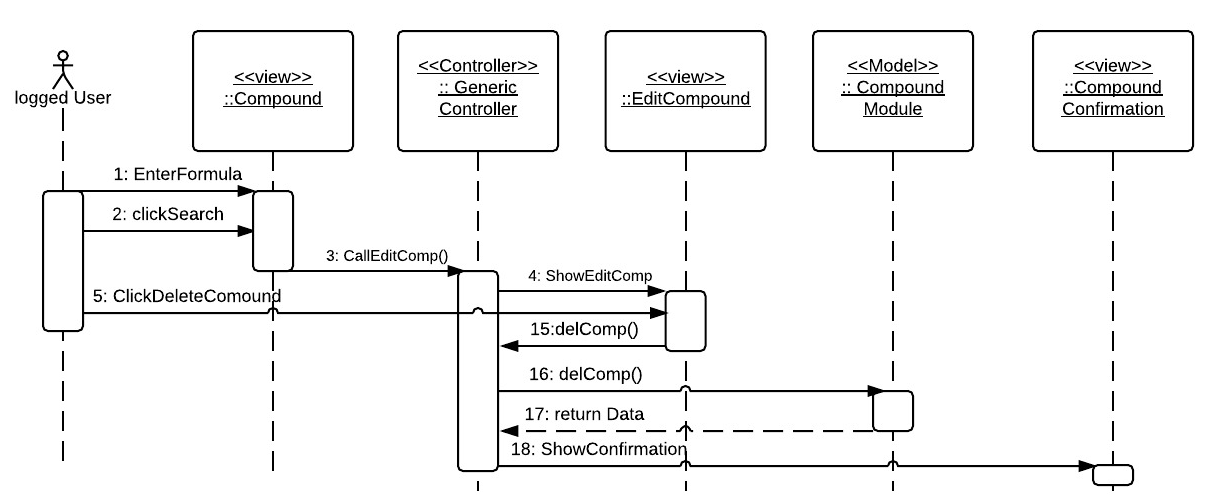 logged User
<<view>>
::Compound
<<Controller>>
:: Generic
Controller
<<view>>
::EditCompound
<<Model>>
:: Compound
Module
<<view>>
::Compound
Confirmation
1: EnterFormula
2: clickSearch
3: CallEditComp()
4: ShowEditComp
5: ClickDeleteComound
15:delComp()
16: delComp()
17: return Data
18: ShowConfirmation